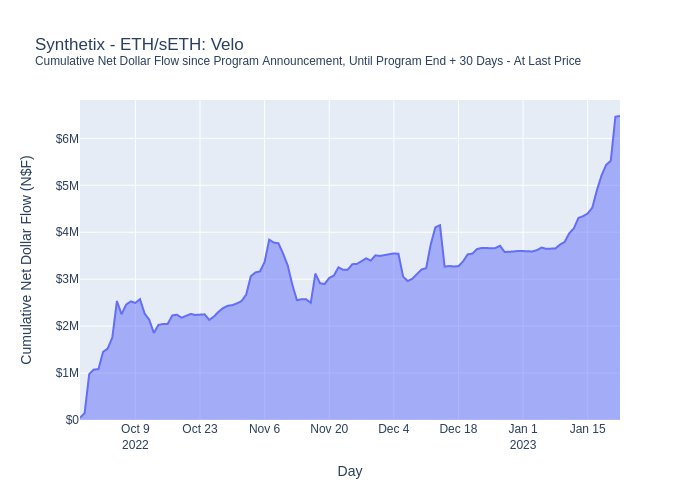 Synthetix - ETH/sETH: Velo
Cumulative Net Dollar Flow since Program Announcement, Until Program End + 30 Days - At Last Price
Cumulative Net Dollar Flow (N$F)
$6M
$5M
$4M
$3M
$2M
$1M
$0
Oct 9
2022
Oct 23
Nov 6
Nov 20
Dec 4
Dec 18
Jan 1
2023
Jan 15
Day